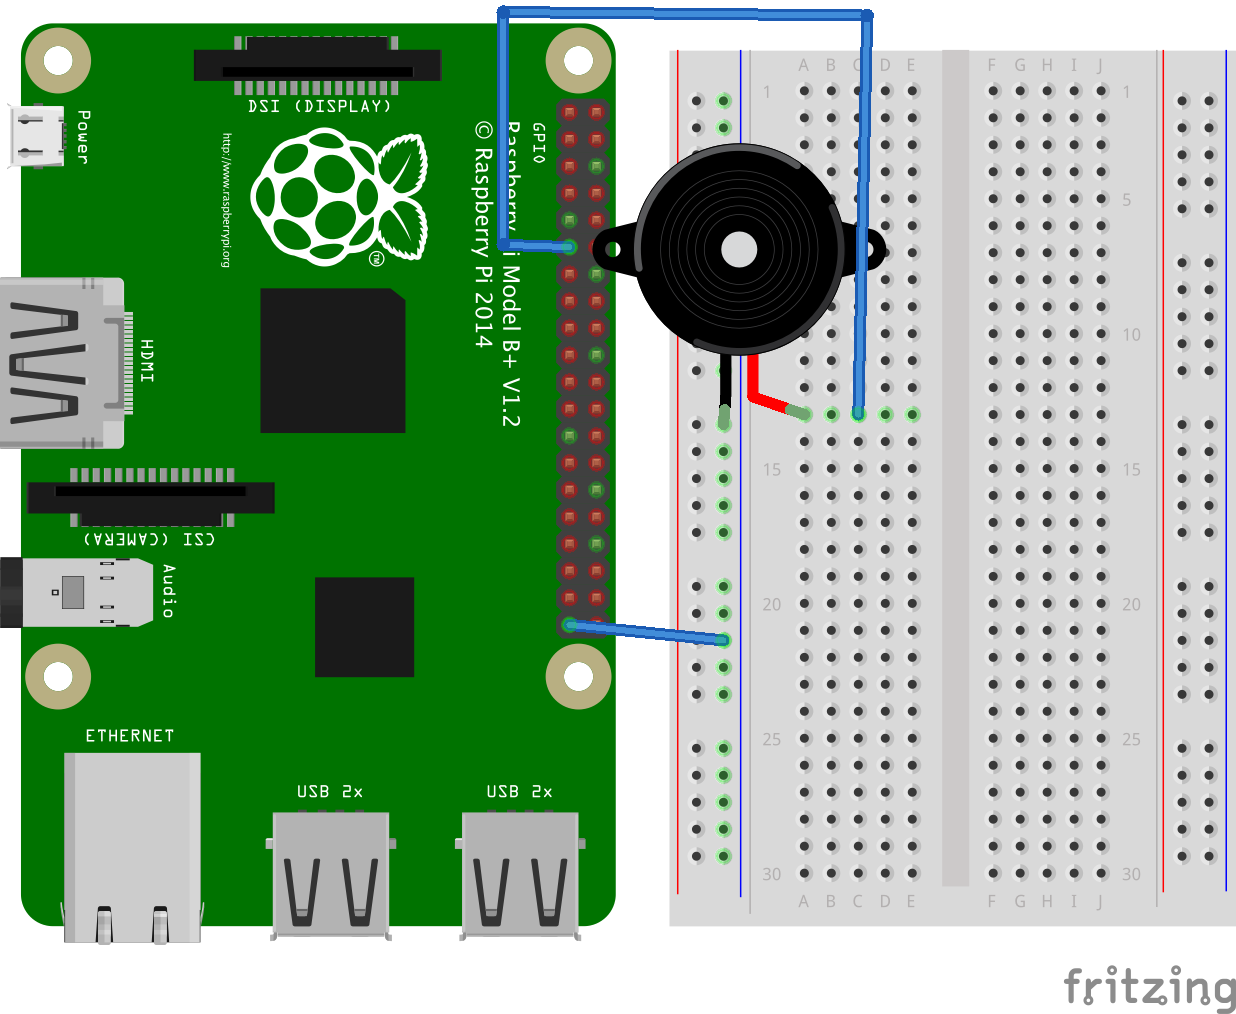 DSI (DISPLAY)
Power
http://www.raspberrypi.org
GPIO
Raspberry Pi Model B+ V1.2
© Raspberry Pi 2014
TM
HDMI
CSI (CAMERA)
Audio
ETHERNET
USB 2x
USB 2x
A B C D E F G H I J
1 1
5 5
10 10
15 15
20 20
25 25
30 30
A B C D E F G H I J
fritzing